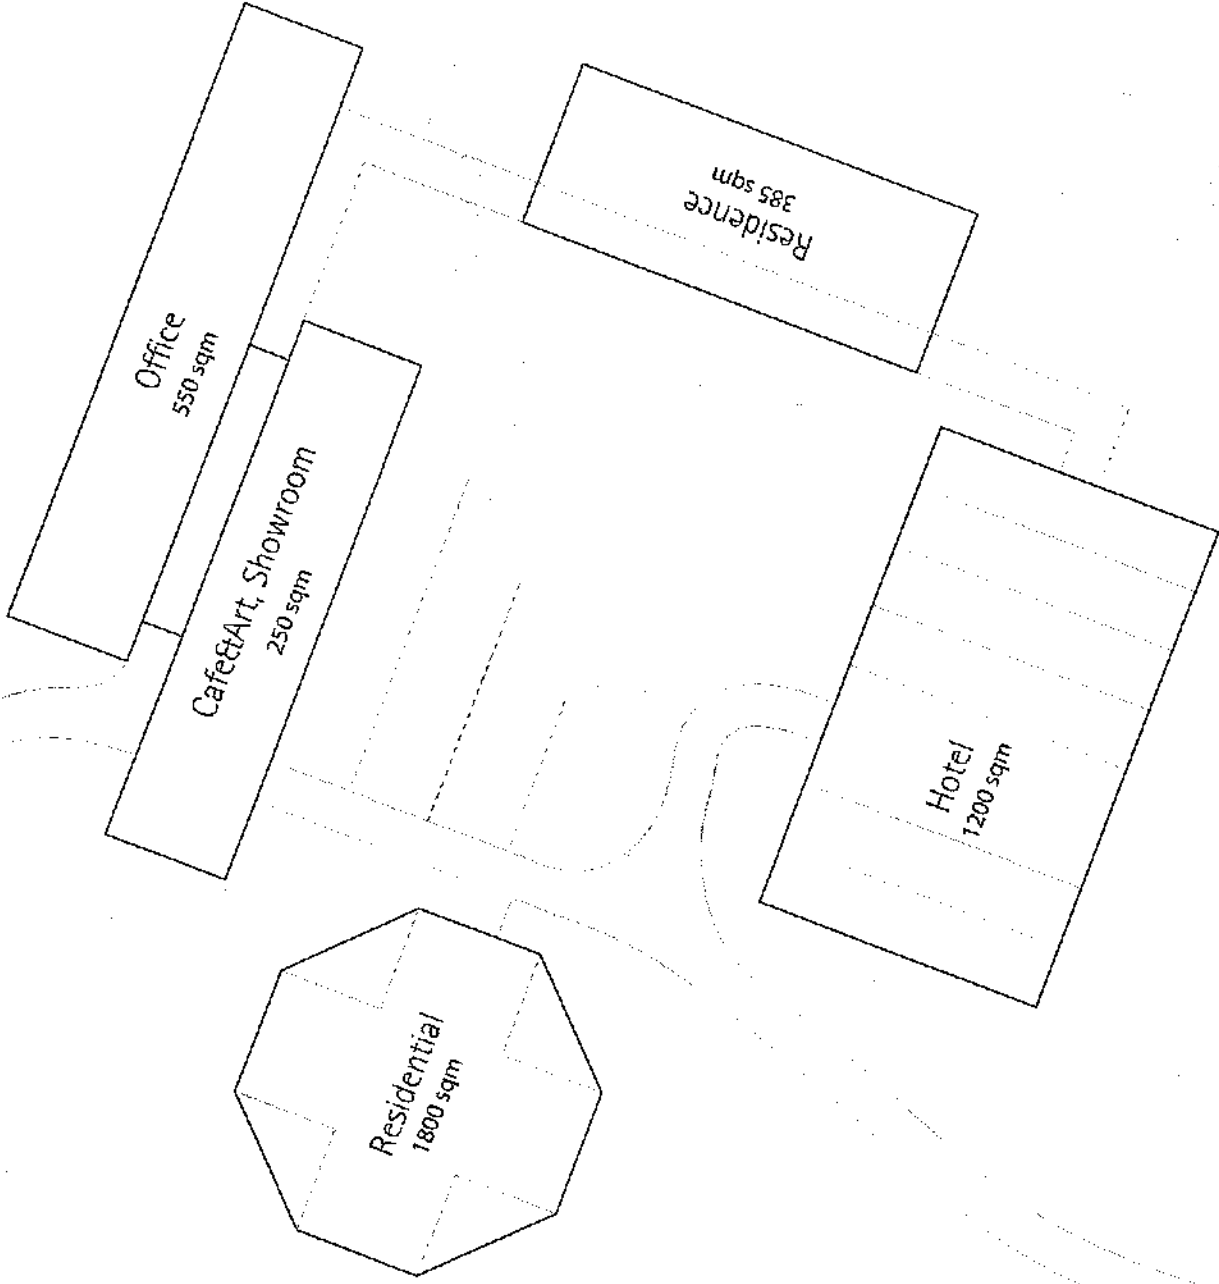 Residence
385 sqm
Office
550 sqm
Cafe&Art, Showroom
250 sqm
Hotel
1200 sqm
Residential
1800 sqm